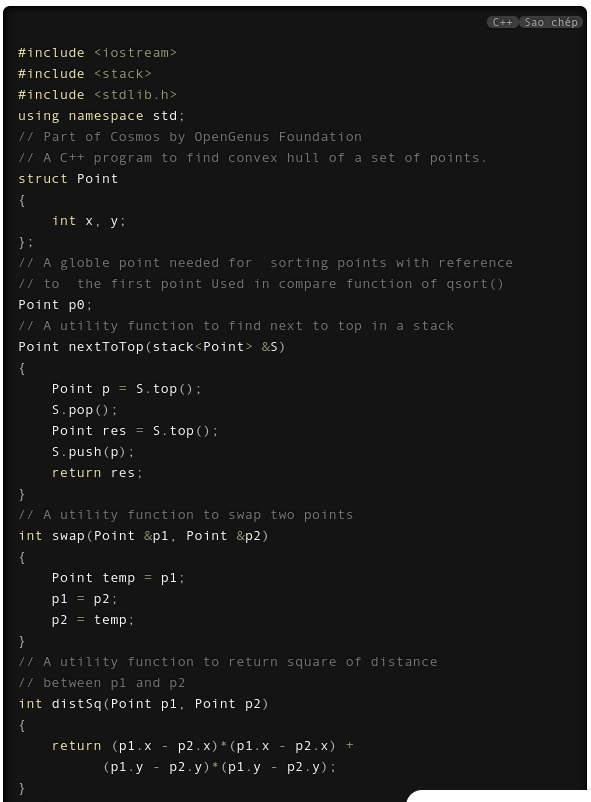 C++ Sao chép
#include <iostream>
#include <stack>
#include <stdlib.h>
using namespace std;
// Part of Cosmos by OpenGenus Foundation
// A C++ program to find convex hull of a set of points.
struct Point
{
    int x, y;
};
// A globle point needed for  sorting points with reference
// to  the first point Used in compare function of qsort()
Point p0;
// A utility function to find next to top in a stack
Point nextToTop(stack<Point> &S)
{
    Point p = S.top();
    S.pop();
    Point res = S.top();
    S.push(p);
    return res;
}
// A utility function to swap two points
int swap(Point &p1, Point &p2)
{
    Point temp = p1;
    p1 = p2;
    p2 = temp;
}
// A utility function to return square of distance
// between p1 and p2
int distSq(Point p1, Point p2)
{
    return (p1.x - p2.x)*(p1.x - p2.x) +
          (p1.y - p2.y)*(p1.y - p2.y);
}